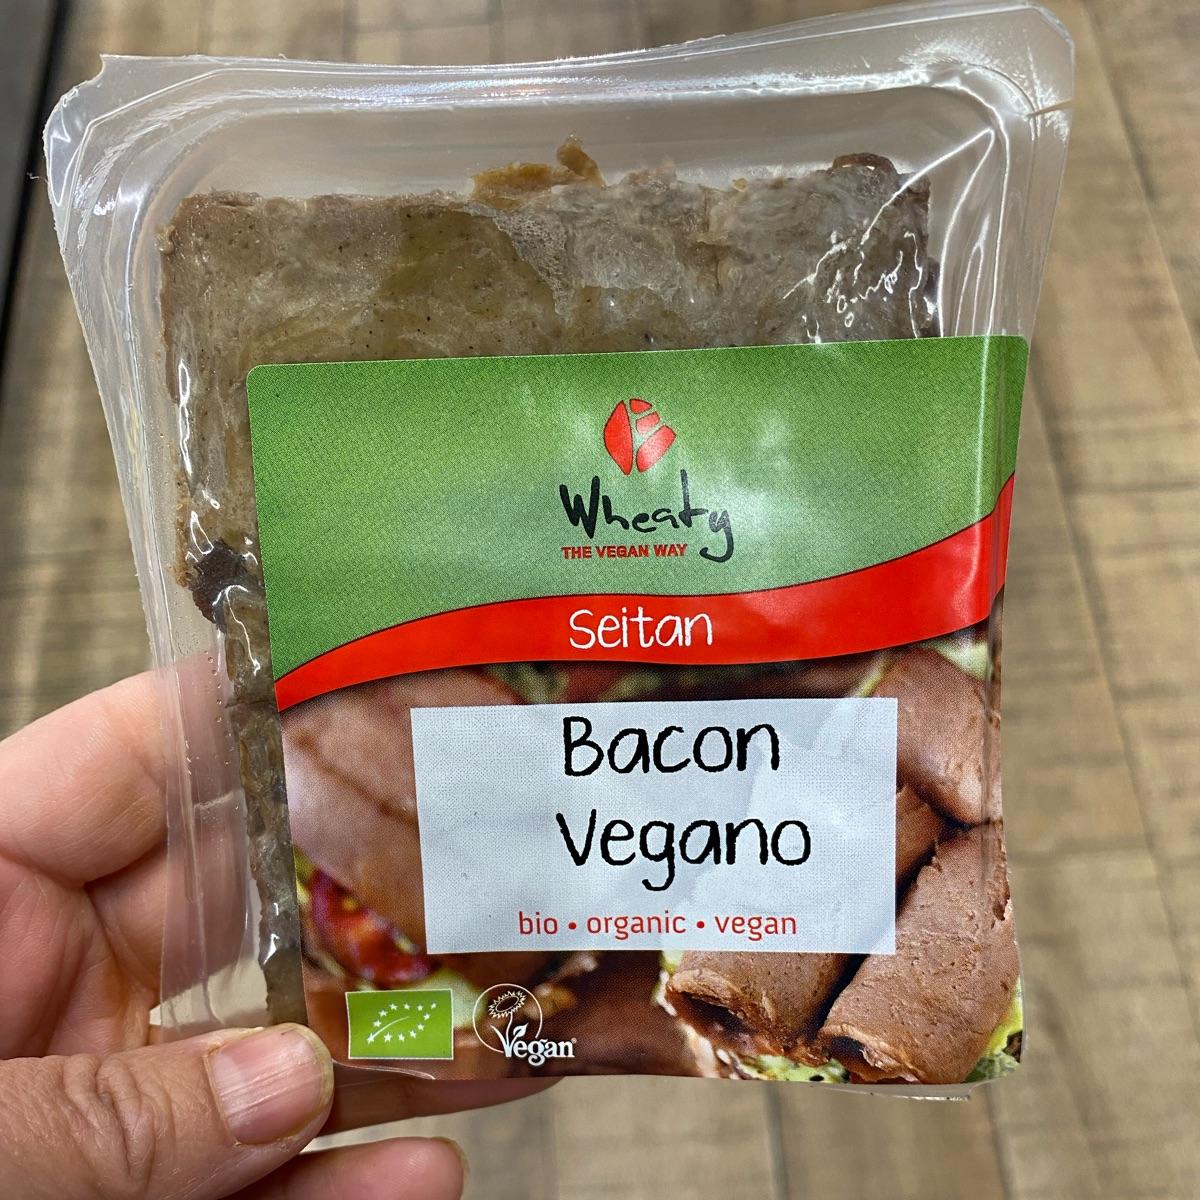 Wheaty
THE VEGAN WAY
Seitan
Bacon
Vegano
bio • organic • vegan
Vegan